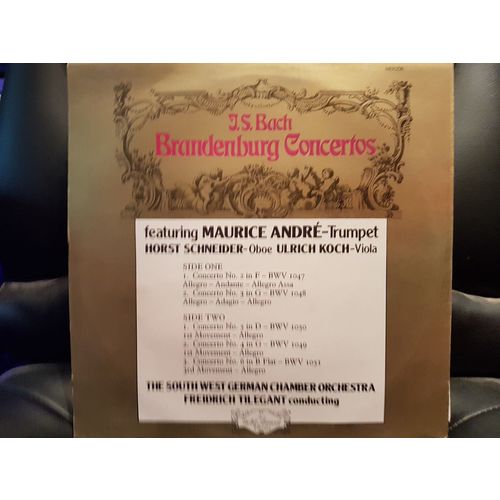 J.S. Bach
Brandenburg Concertos
featuring MAURICE ANDRÉ-Trumpet
HORST SCHNEIDER-Oboe ULRICH KOCH-Viola
SIDE ONE
1. Concerto No. 2 in F – BWV 1047
Allegro – Andante – Allegro Assa
2. Concerto No. 3 in G – BWV 1048
Allegro – Adagio – Allegro
SIDE TWO
1. Concerto No. 5 in D – BWV 1050
1st Movement – Allegro
2. Concerto No. 4 in G – BWV 1049
1st Movement – Allegro
3. Concerto No. 6 in B Flat – BWV 1051
3rd Movement – Allegro
THE SOUTH WEST GERMAN CHAMBER ORCHESTRA
FREIDRICH TILEGANT conducting